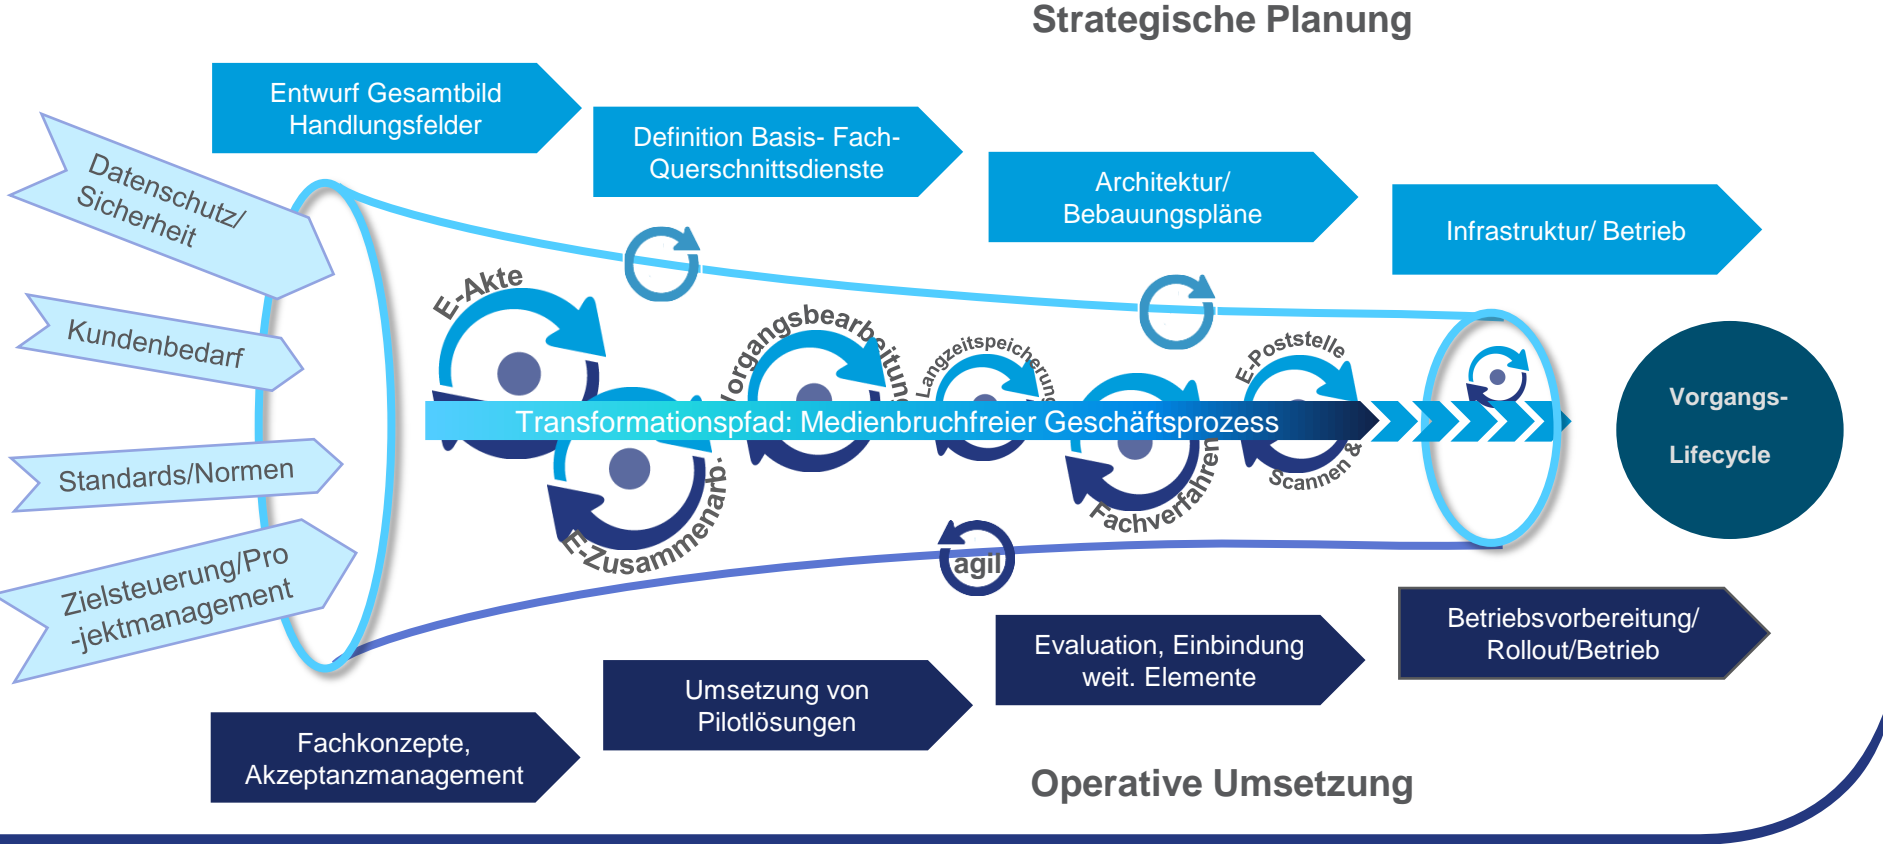 Strategische Planung
Entwurf Gesamtbild
Handlungsfelder
Definition Basis- Fach-
Querschnittsdienste
Architektur/
Bebauungspläne
Infrastruktur/ Betrieb
Datenschutz/
Sicherheit
Kundenbedarf
Standards/Normen
Zielsteuerung/Pro
-jektmanagement
E-Akte
E-Zusammenarb.
Vorgangsbearbeitung
Langzeitspeicherung
Fachverfahren
E-Poststelle
Scannen &
Transformationspfad: Medienbruchfreier Geschäftsprozess
agil
Vorgangs-
Lifecycle
Fachkonzepte,
Akzeptanzmanagement
Umsetzung von
Pilotlösungen
Evaluation, Einbindung
weit. Elemente
Betriebsvorbereitung/
Rollout/Betrieb
Operative Umsetzung